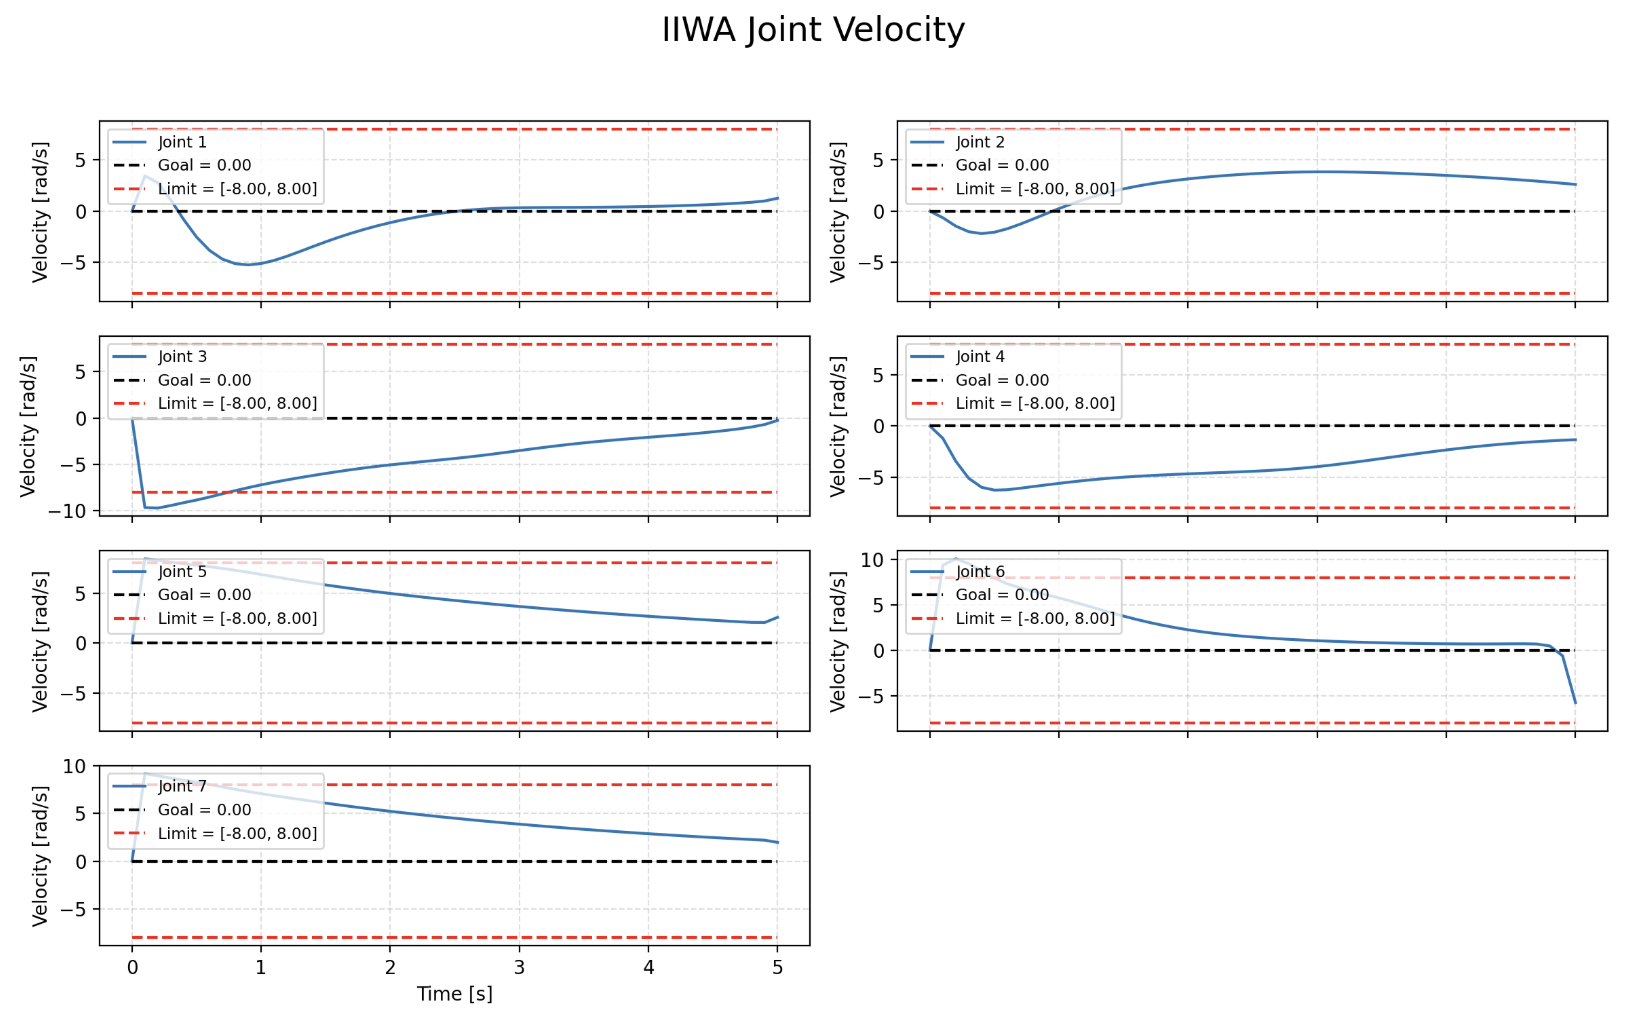 IIWA Joint Velocity
Velocity [rad/s]
5
0
−5
Joint 1
Goal = 0.00
Limit = [-8.00, 8.00]
Velocity [rad/s]
5
0
−5
Joint 2
Goal = 0.00
Limit = [-8.00, 8.00]
Velocity [rad/s]
5
0
−5
−10
Joint 3
Goal = 0.00
Limit = [-8.00, 8.00]
Velocity [rad/s]
5
0
−5
Joint 4
Goal = 0.00
Limit = [-8.00, 8.00]
Velocity [rad/s]
5
0
−5
Joint 5
Goal = 0.00
Limit = [-8.00, 8.00]
Velocity [rad/s]
10
5
0
−5
Joint 6
Goal = 0.00
Limit = [-8.00, 8.00]
Velocity [rad/s]
10
5
0
−5
Joint 7
Goal = 0.00
Limit = [-8.00, 8.00]
0 1 2 3 4 5
Time [s]